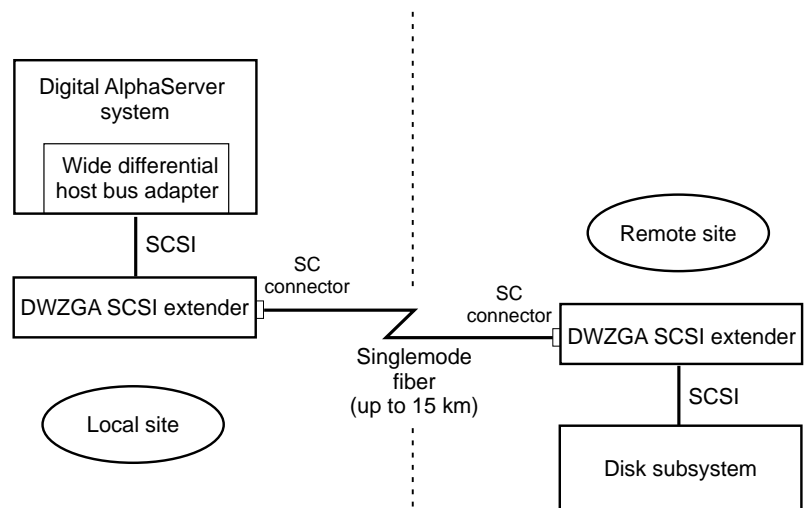 Digital AlphaServer
system
Wide differential
host bus adapter
SCSI
DWZGA SCSI extender
SC
connector
Local site
Singlemode
fiber
(up to 15 km)
Remote site
SC
connector
DWZGA SCSI extender
SCSI
Disk subsystem